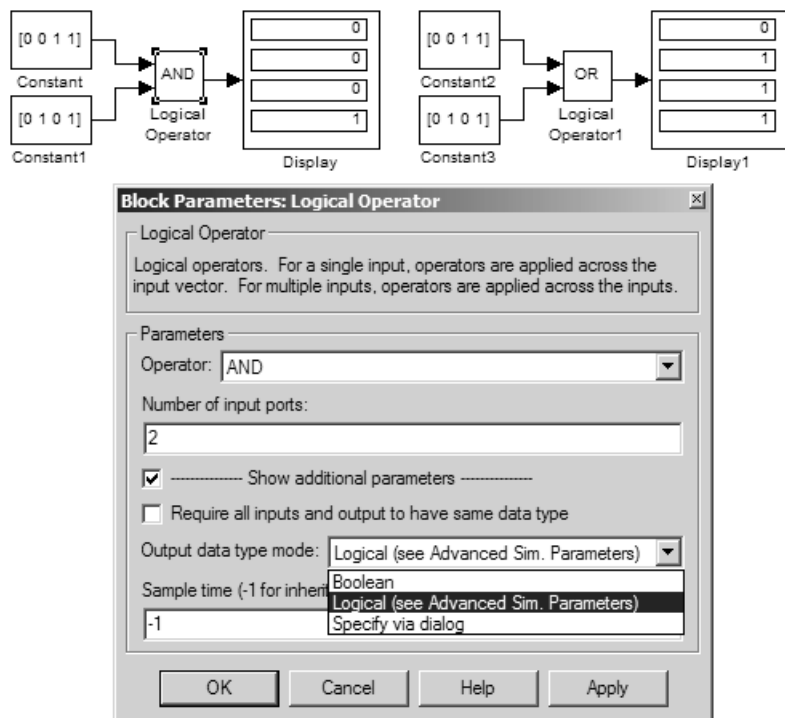 [0 0 1 1]
Constant
[0 1 0 1]
Constant1
AND
Logical
Operator
0
0
0
1
Display
[0 0 1 1]
Constant2
[0 1 0 1]
Constant3
OR
Logical
Operator1
0
1
1
1
Display1
Block Parameters: Logical Operator
Logical Operator
Logical operators. For a single input, operators are applied across the
input vector. For multiple inputs, operators are applied across the inputs.
Parameters
Operator: AND
Number of input ports:
2
--------------- Show additional parameters ---------------
Require all inputs and output to have same data type
Output data type mode: Logical (see Advanced Sim. Parameters)
Boolean
Sample time (-1 for inherit Logical (see Advanced Sim. Parameters)
Specify via dialog
-1
OK Cancel Help Apply